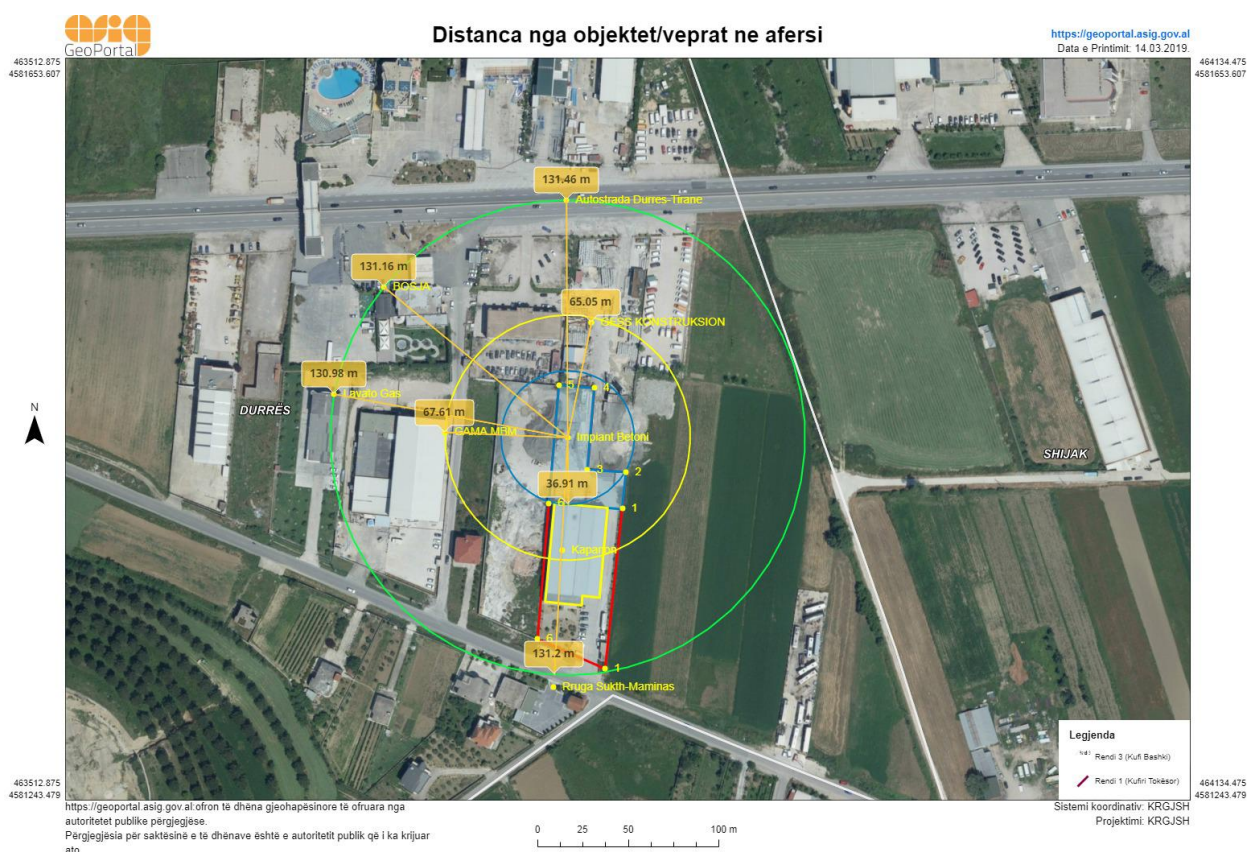 asig
GeoPortal
Distanca nga objektet/veprat ne afersi
https://geoportal.asig.gov.al
Data e Printimit: 14.03.2019.
463512.875
4581653.607
464134.475
4581653.607
131.46 m
Autostrada Durres-Tirane
131.16 m
BOSJA
65.05 m
130.98 m
Lavato Gas
5
4
DURRËS
67.61 m
GAMA MBM
Impiant Betoni
N
SHIJAK
3
2
36.91 m
1
Kapanon
6
131.2 m
1
Rruga Sukth-Maminas
Legjenda
Rendi 3 (Kufi Bashki)
Rendi 1 (Kufiri Tokësor)
463512.875
4581243.479
464134.475
4581243.479
https://geoportal.asig.gov.al:ofron të dhëna gjeohapësinore të ofruara nga
autoritetet publike përgjegjëse.
Përgjegjësia për saktësinë e të dhënave është e autoritetit publik që i ka krijuar
ato.
Sistemi koordinativ: KRGJSH
Projektimi: KRGJSH
0 25 50 100 m